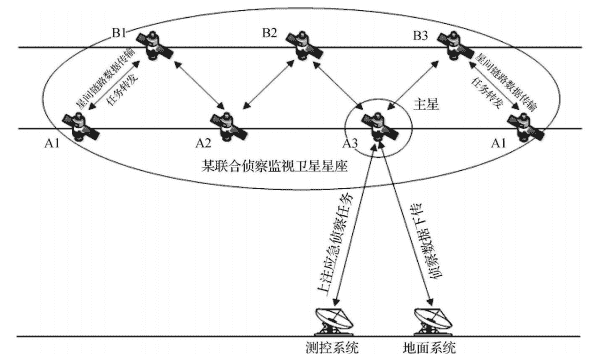 B1
B2
B3
星间链路数据传输
任务转发
星间链路数据传输
任务转发
主星
A1
A2
A3
A1
某联合侦察监视卫星星座
上注应急侦察任务
侦察数据下传
测控系统
地面系统